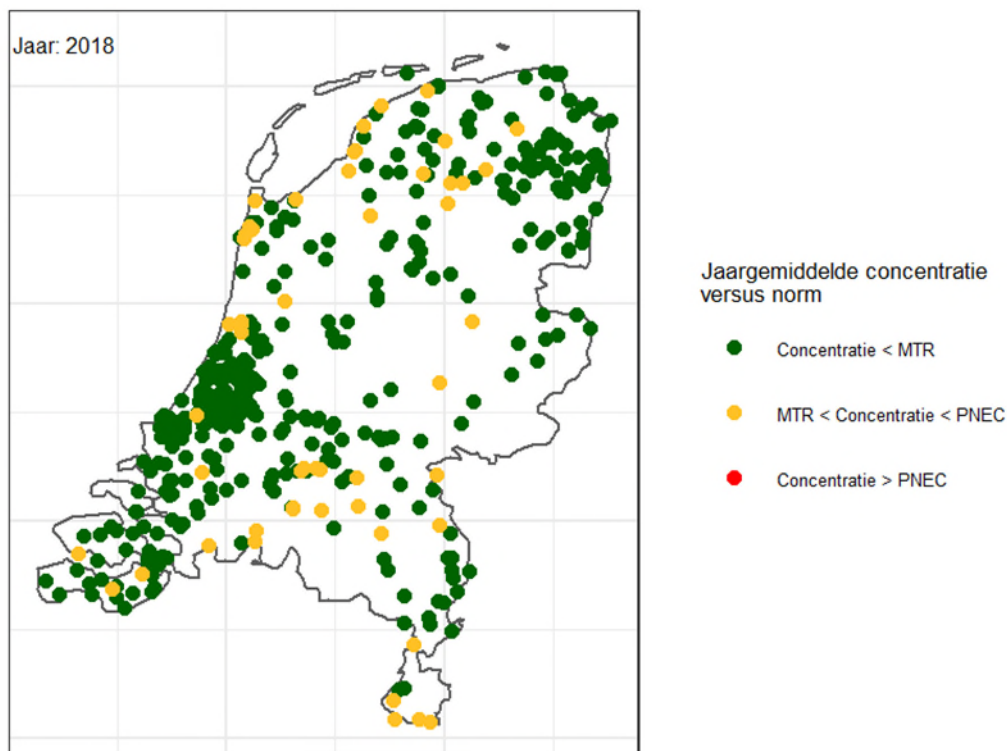 Jaar: 2018
Jaargemiddelde concentratie
versus norm
Concentratie < MTR
MTR < Concentratie < PNEC
Concentratie > PNEC